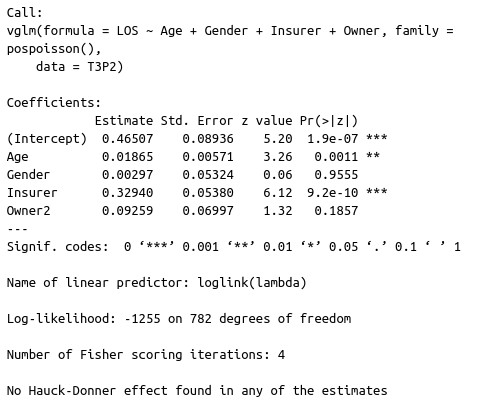 Call:
vglm(formula = LOS ~ Age + Gender + Insurer + Owner, family =
pospoisson(),
    data = T3P2)

Coefficients:
            Estimate Std. Error z value Pr(>|z|)
(Intercept)  0.46507    0.08936    5.20  1.9e-07 ***
Age          0.01865    0.00571    3.26   0.0011 **
Gender       0.00297    0.05324    0.06   0.9555
Insurer      0.32940    0.05380    6.12  9.2e-10 ***
Owner2       0.09259    0.06997    1.32   0.1857
---
Signif. codes:  0 ‘***’ 0.001 ‘**’ 0.01 ‘*’ 0.05 ‘.’ 0.1 ‘ ’ 1

Name of linear predictor: loglink(lambda)

Log-likelihood: -1255 on 782 degrees of freedom

Number of Fisher scoring iterations: 4

No Hauck-Donner effect found in any of the estimates